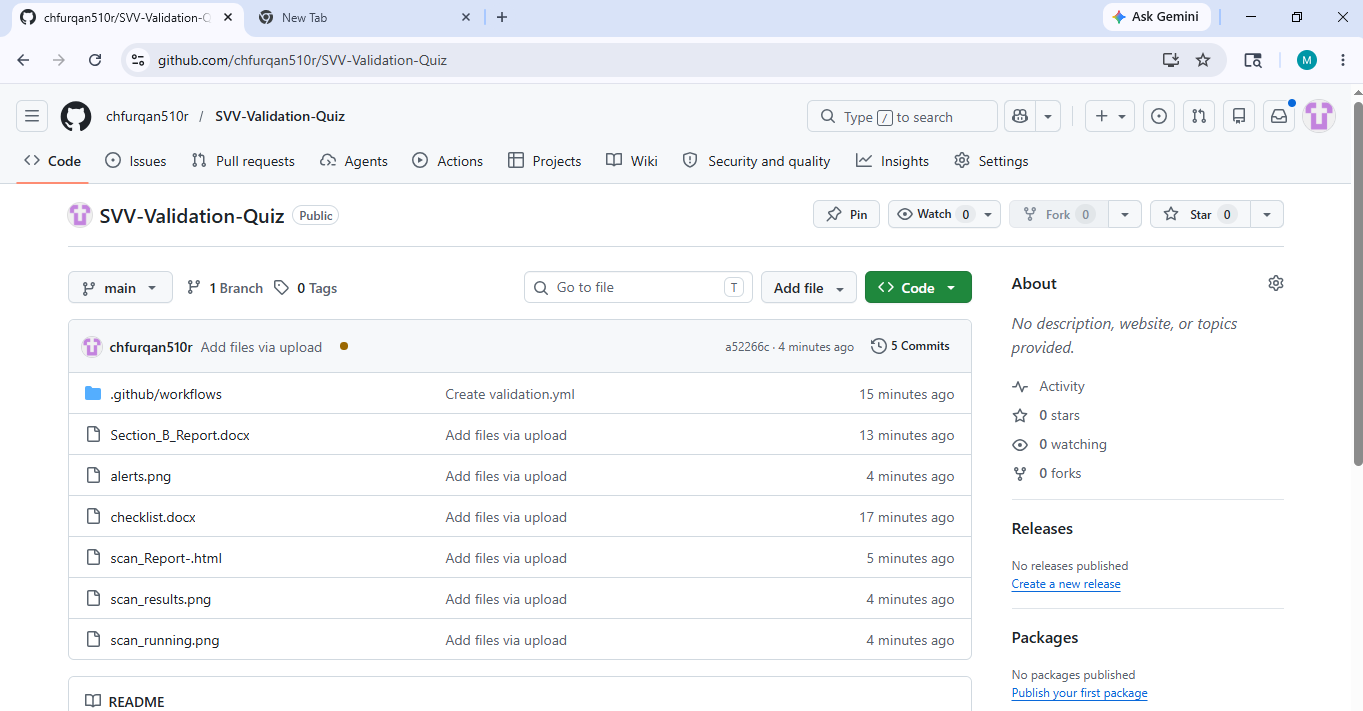 chfurqan510r/SVV-Validation-Q
New Tab
Ask Gemini
github.com/chfurqan510r/SVV-Validation-Quiz
M
chfurqan510r / SVV-Validation-Quiz
Type / to search
Code
Issues
Pull requests
Agents
Actions
Projects
Wiki
Security and quality
Insights
Settings
SVV-Validation-Quiz Public
Pin
Watch 0
Fork 0
Star 0
main
1 Branch
0 Tags
Go to file T
Add file
Code
chfurqan510r Add files via upload a52266c · 4 minutes ago 5 Commits
.github/workflows Create validation.yml 15 minutes ago
Section_B_Report.docx Add files via upload 13 minutes ago
alerts.png Add files via upload 4 minutes ago
checklist.docx Add files via upload 17 minutes ago
scan_Report-.html Add files via upload 5 minutes ago
scan_results.png Add files via upload 4 minutes ago
scan_running.png Add files via upload 4 minutes ago
README
About
No description, website, or topics
provided.
Activity
0 stars
0 watching
0 forks
Releases
No releases published
Create a new release
Packages
No packages published
Publish your first package